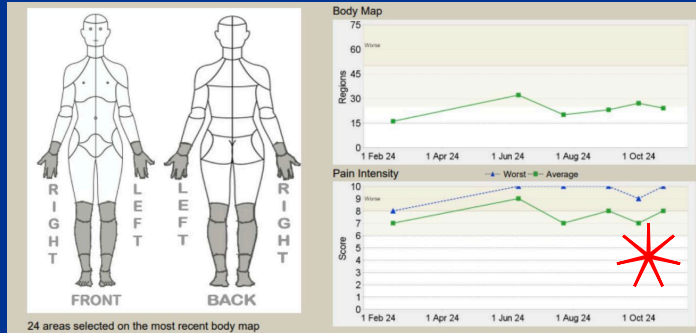 RIGHT
LEFT
LEFT
RIGHT
FRONT
BACK
24 areas selected on the most recent body map
Body Map
75
60
45
30
15
0
Worse
Regions
1 Feb 24
1 Apr 24
1 Jun 24
1 Aug 24
1 Oct 24
Pain Intensity
Worst
Average
10
9
8
7
6
5
4
3
2
1
0
Worse
Score
1 Feb 24
1 Apr 24
1 Jun 24
1 Aug 24
1 Oct 24